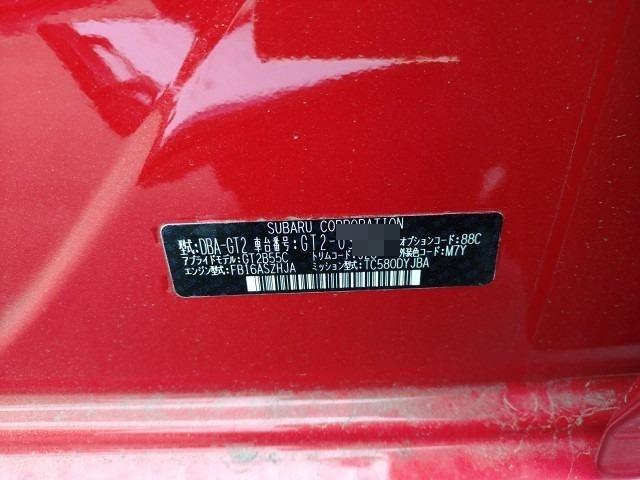 SUBARU CORPORATION
型式:DBA-GT2 車台番号:GT2-0 オプションコード:88C
アプライドモデル:GT2B55C トリムコード: 外装色コード:M7Y
エンジン型式:FB16ASZHJA ミッション型式:TC580DYJBA